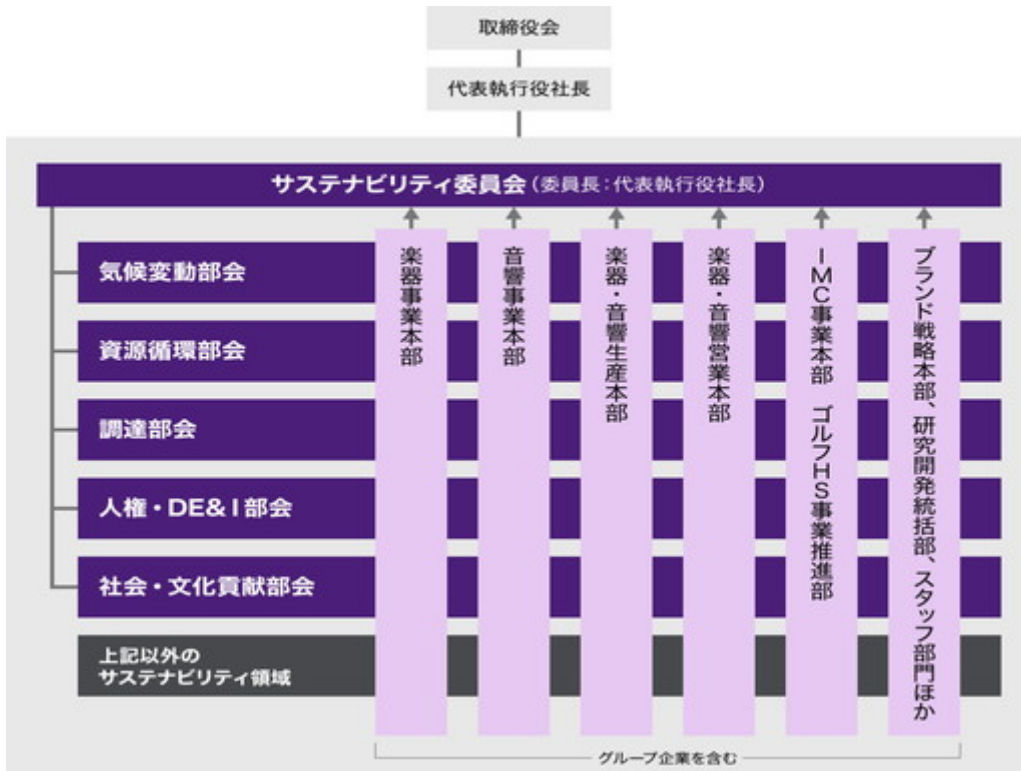 取締役会
代表執行役社長
サステナビリティ委員会（委員長：代表執行役社長）
気候変動部会
資源循環部会
調達部会
人権・DE&I部会
社会・文化貢献部会
上記以外の
サステナビリティ領域
楽器事業本部
音響事業本部
楽器・音響生産本部
楽器・音響営業本部
IMC事業本部　ゴルフHS事業推進部
ブランド戦略本部、研究開発統括部、スタッフ部門ほか
グループ企業を含む